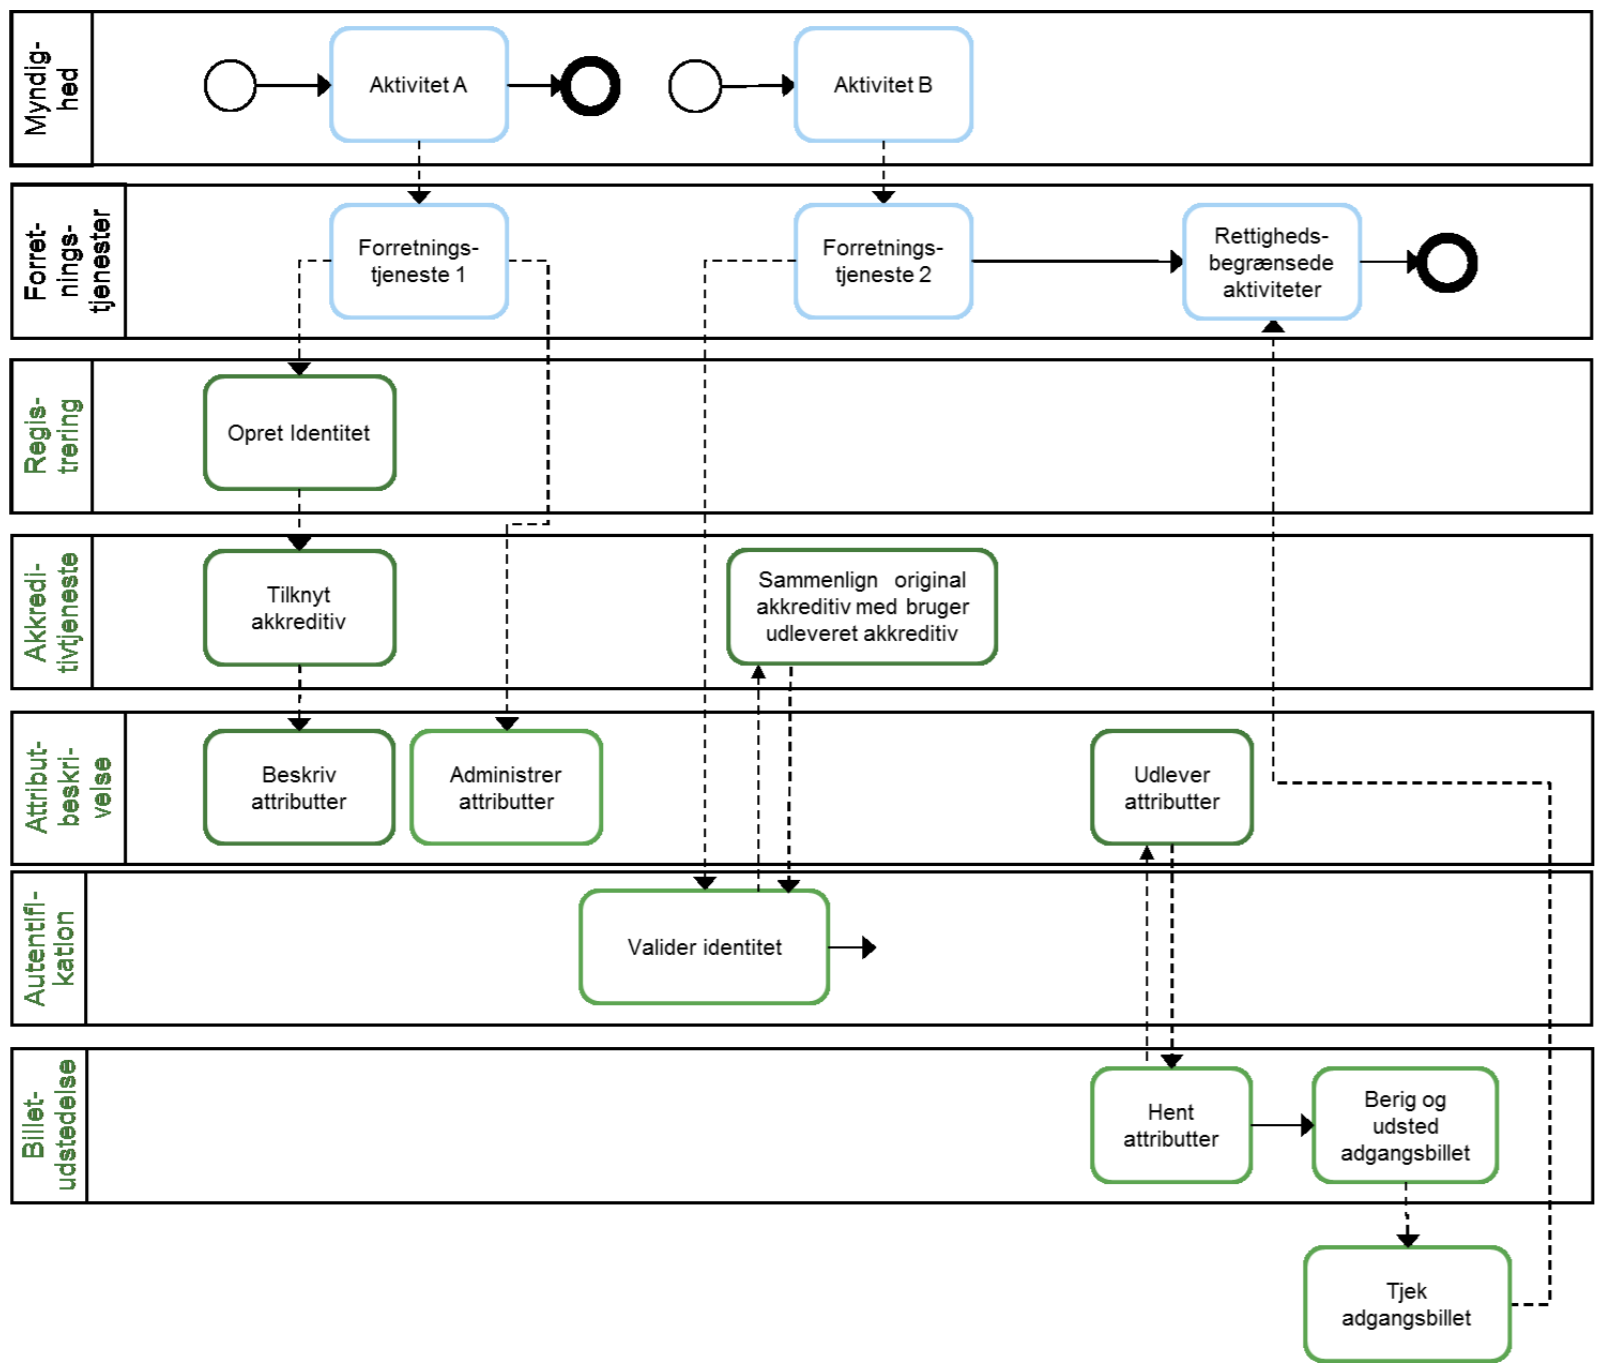 Myndig-
hed
Aktivitet A
Aktivitet B
Forret-
nings-
tjenester
Forretnings-
tjeneste 1
Forretnings-
tjeneste 2
Rettigheds-
begrænsede
aktiviteter
Regis-
trering
Opret Identitet
Akkredi-
tivtjeneste
Tilknyt
akkreditiv
Sammenlign original
akkreditiv med bruger
udleveret akkreditiv
Attribut-
beskri-
velse
Beskriv
attributter
Administrer
attributter
Udlever
attributter
Autentifi-
kation
Valider identitet
Billet-
udstedelse
Hent
attributter
Berig og
udsted
adgangsbillet
Tjek
adgangsbillet